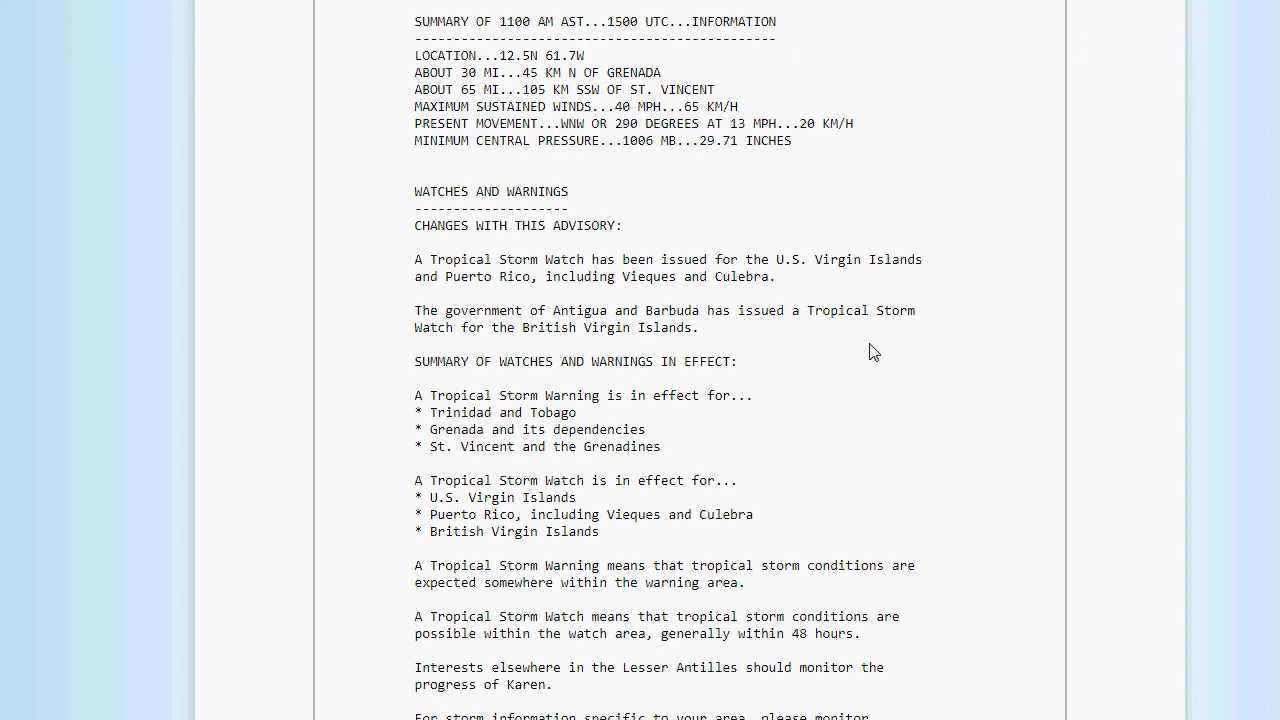 SUMMARY OF 1100 AM AST...1500 UTC...INFORMATION
-----------------------------------------------
LOCATION...12.5N 61.7W
ABOUT 30 MI...45 KM N OF GRENADA
ABOUT 65 MI...105 KM SSW OF ST. VINCENT
MAXIMUM SUSTAINED WINDS...40 MPH...65 KM/H
PRESENT MOVEMENT...WNW OR 290 DEGREES AT 13 MPH...20 KM/H
MINIMUM CENTRAL PRESSURE...1006 MB...29.71 INCHES
WATCHES AND WARNINGS
--------------------
CHANGES WITH THIS ADVISORY:
A Tropical Storm Watch has been issued for the U.S. Virgin Islands
and Puerto Rico, including Vieques and Culebra.
The government of Antigua and Barbuda has issued a Tropical Storm
Watch for the British Virgin Islands.
SUMMARY OF WATCHES AND WARNINGS IN EFFECT:
A Tropical Storm Warning is in effect for...
* Trinidad and Tobago
* Grenada and its dependencies
* St. Vincent and the Grenadines
A Tropical Storm Watch is in effect for...
* U.S. Virgin Islands
* Puerto Rico, including Vieques and Culebra
* British Virgin Islands
A Tropical Storm Warning means that tropical storm conditions are
expected somewhere within the warning area.
A Tropical Storm Watch means that tropical storm conditions are
possible within the watch area, generally within 48 hours.
Interests elsewhere in the Lesser Antilles should monitor the
progress of Karen.
For storm information specific to your area, please monitor